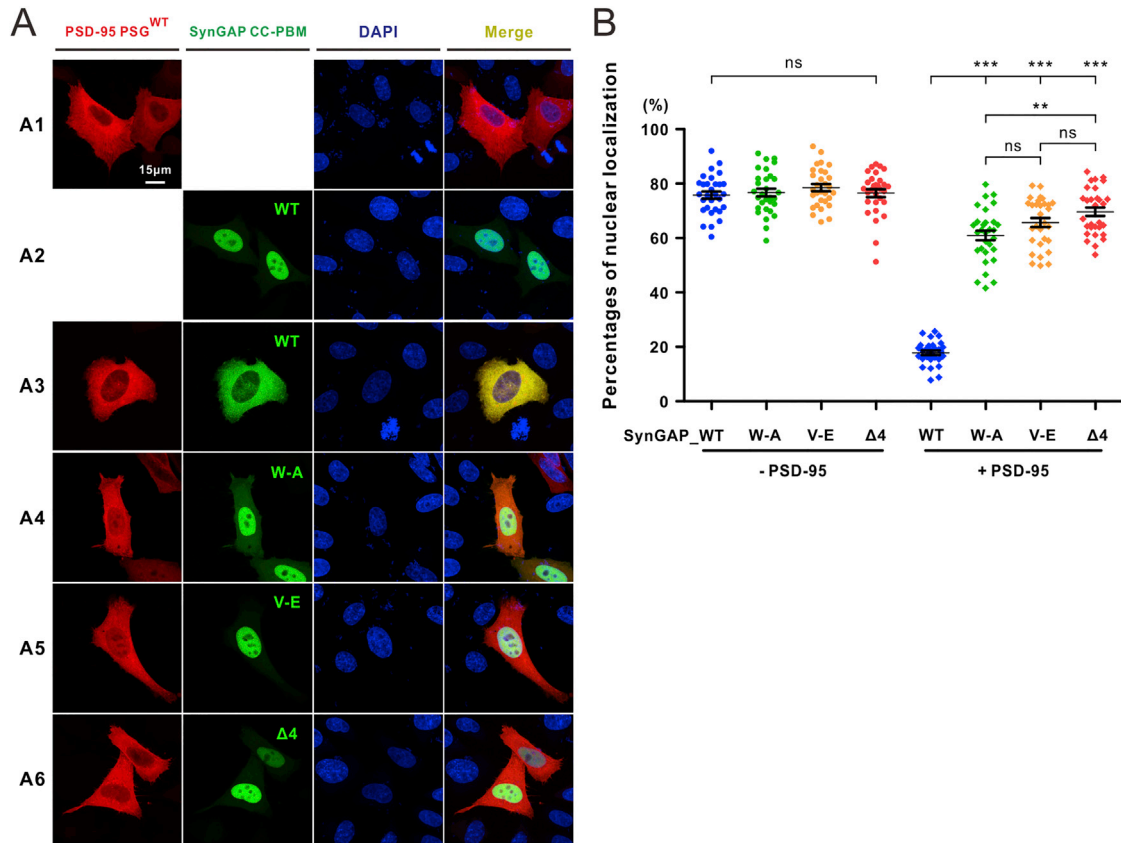 A
PSD-95 PSG^WT SynGAP CC-PBM DAPI Merge
A1
15μm
A2
WT
A3
WT
A4
W-A
A5
V-E
A6
Δ4
B
ns
*** *** ***
**
ns
ns
(%)
Percentages of nuclear localization
100
80
60
40
20
0
SynGAP_WT W-A V-E Δ4 WT W-A V-E Δ4
- PSD-95 + PSD-95